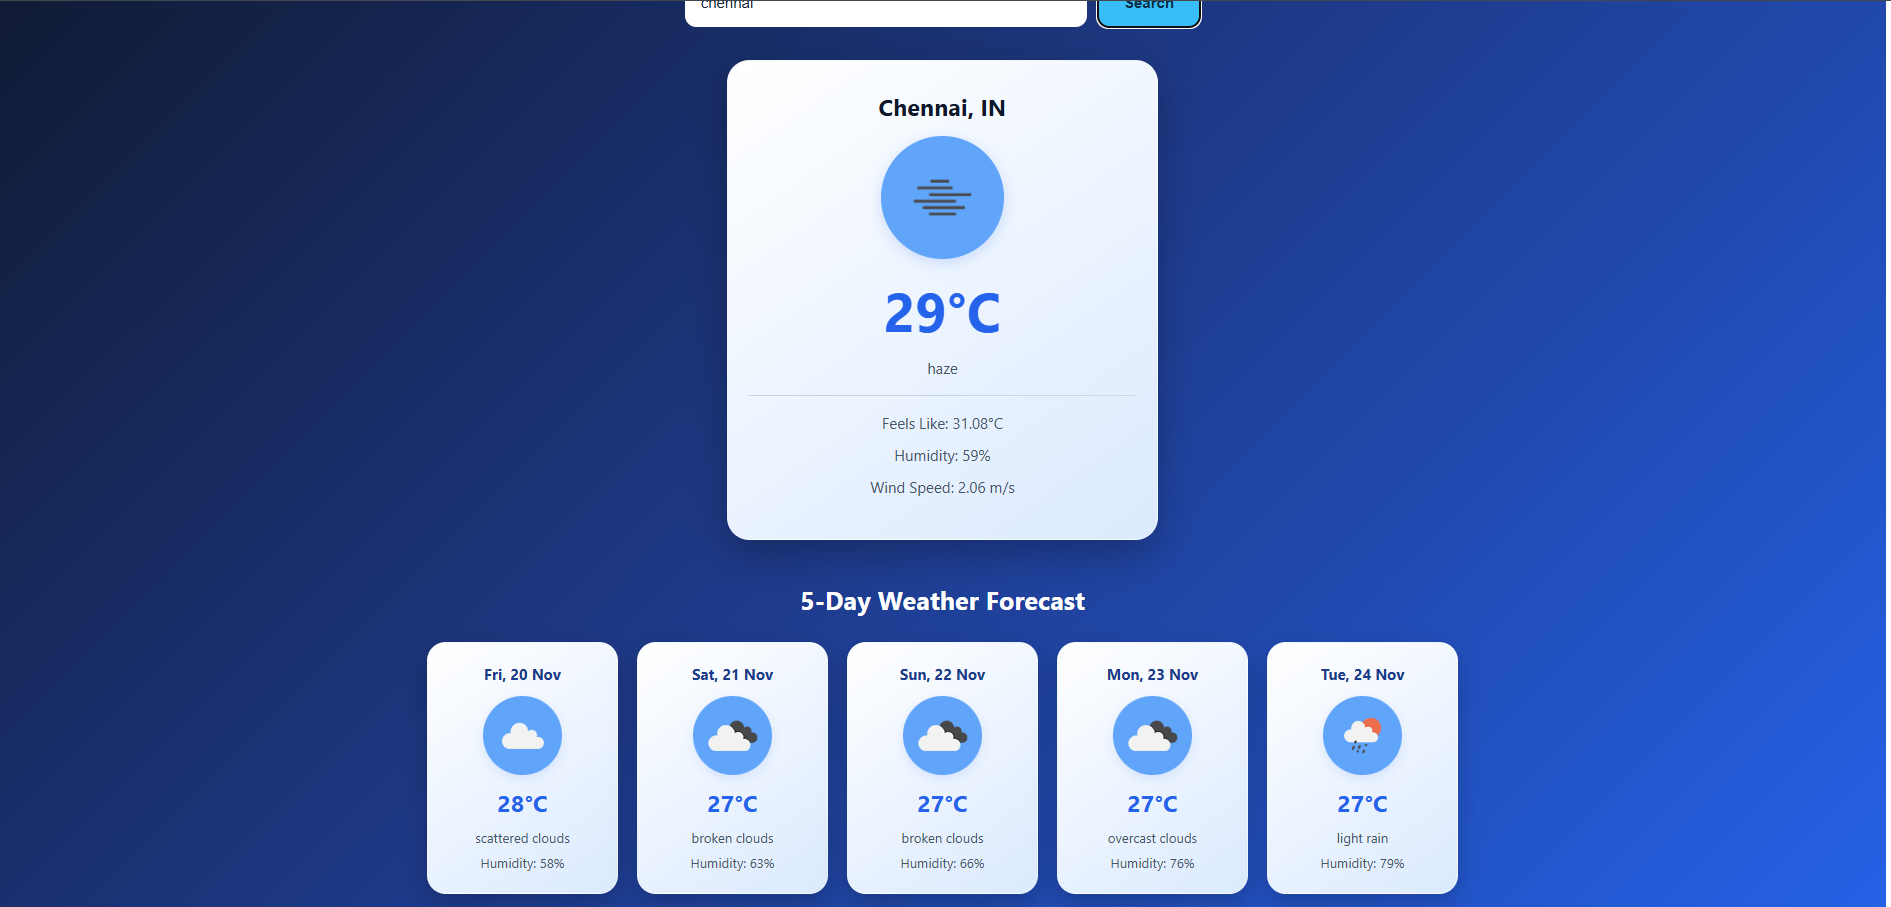 chennai
Search
Chennai, IN
29°C
haze
Feels Like: 31.08°C
Humidity: 59%
Wind Speed: 2.06 m/s
5-Day Weather Forecast
Fri, 20 Nov
28°C
scattered clouds
Humidity: 58%
Sat, 21 Nov
27°C
broken clouds
Humidity: 63%
Sun, 22 Nov
27°C
broken clouds
Humidity: 66%
Mon, 23 Nov
27°C
overcast clouds
Humidity: 76%
Tue, 24 Nov
27°C
light rain
Humidity: 79%